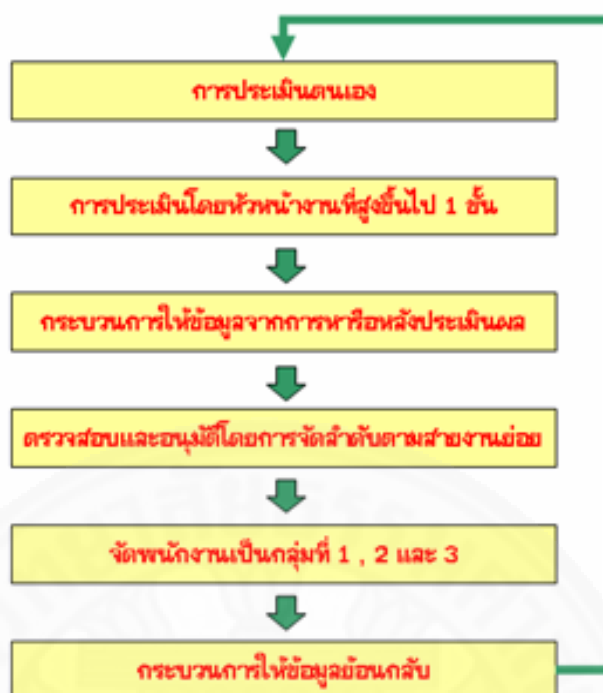 การประเมินตนเอง
การประเมินโดยหัวหน้างานที่สูงขึ้นไป 1 ขั้น
กระบวนการให้ข้อมูลจากการหารือหลังประเมินผล
ตรวจสอบและอนุมัติโดยการจัดลำดับตามสายงานย่อย
จัดพนักงานเป็นกลุ่มที่ 1 , 2 และ 3
กระบวนการให้ข้อมูลย้อนกลับ